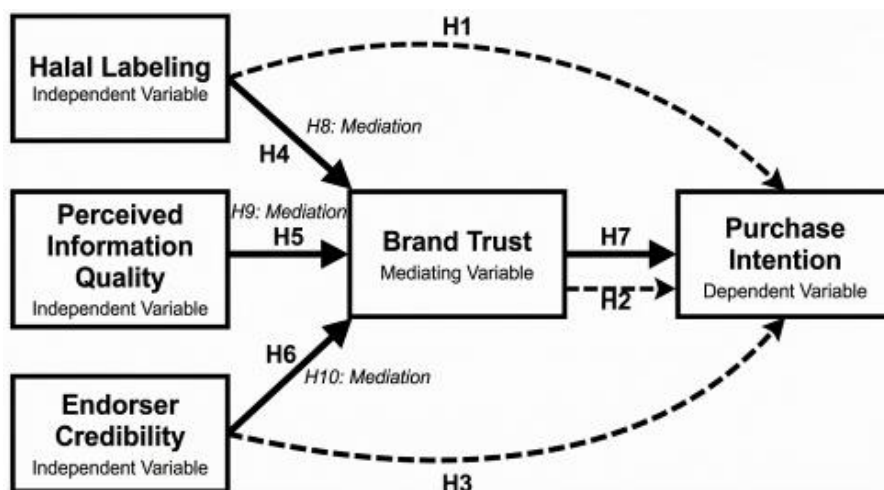 H1
Halal Labeling
Independent Variable
H8: Mediation
H4
Perceived
Information
Quality
Independent Variable
H9: Mediation
H5
Brand Trust
Mediating Variable
H7
H2
Purchase
Intention
Dependent Variable
H6
H10: Mediation
Endorser
Credibility
Independent Variable
H3